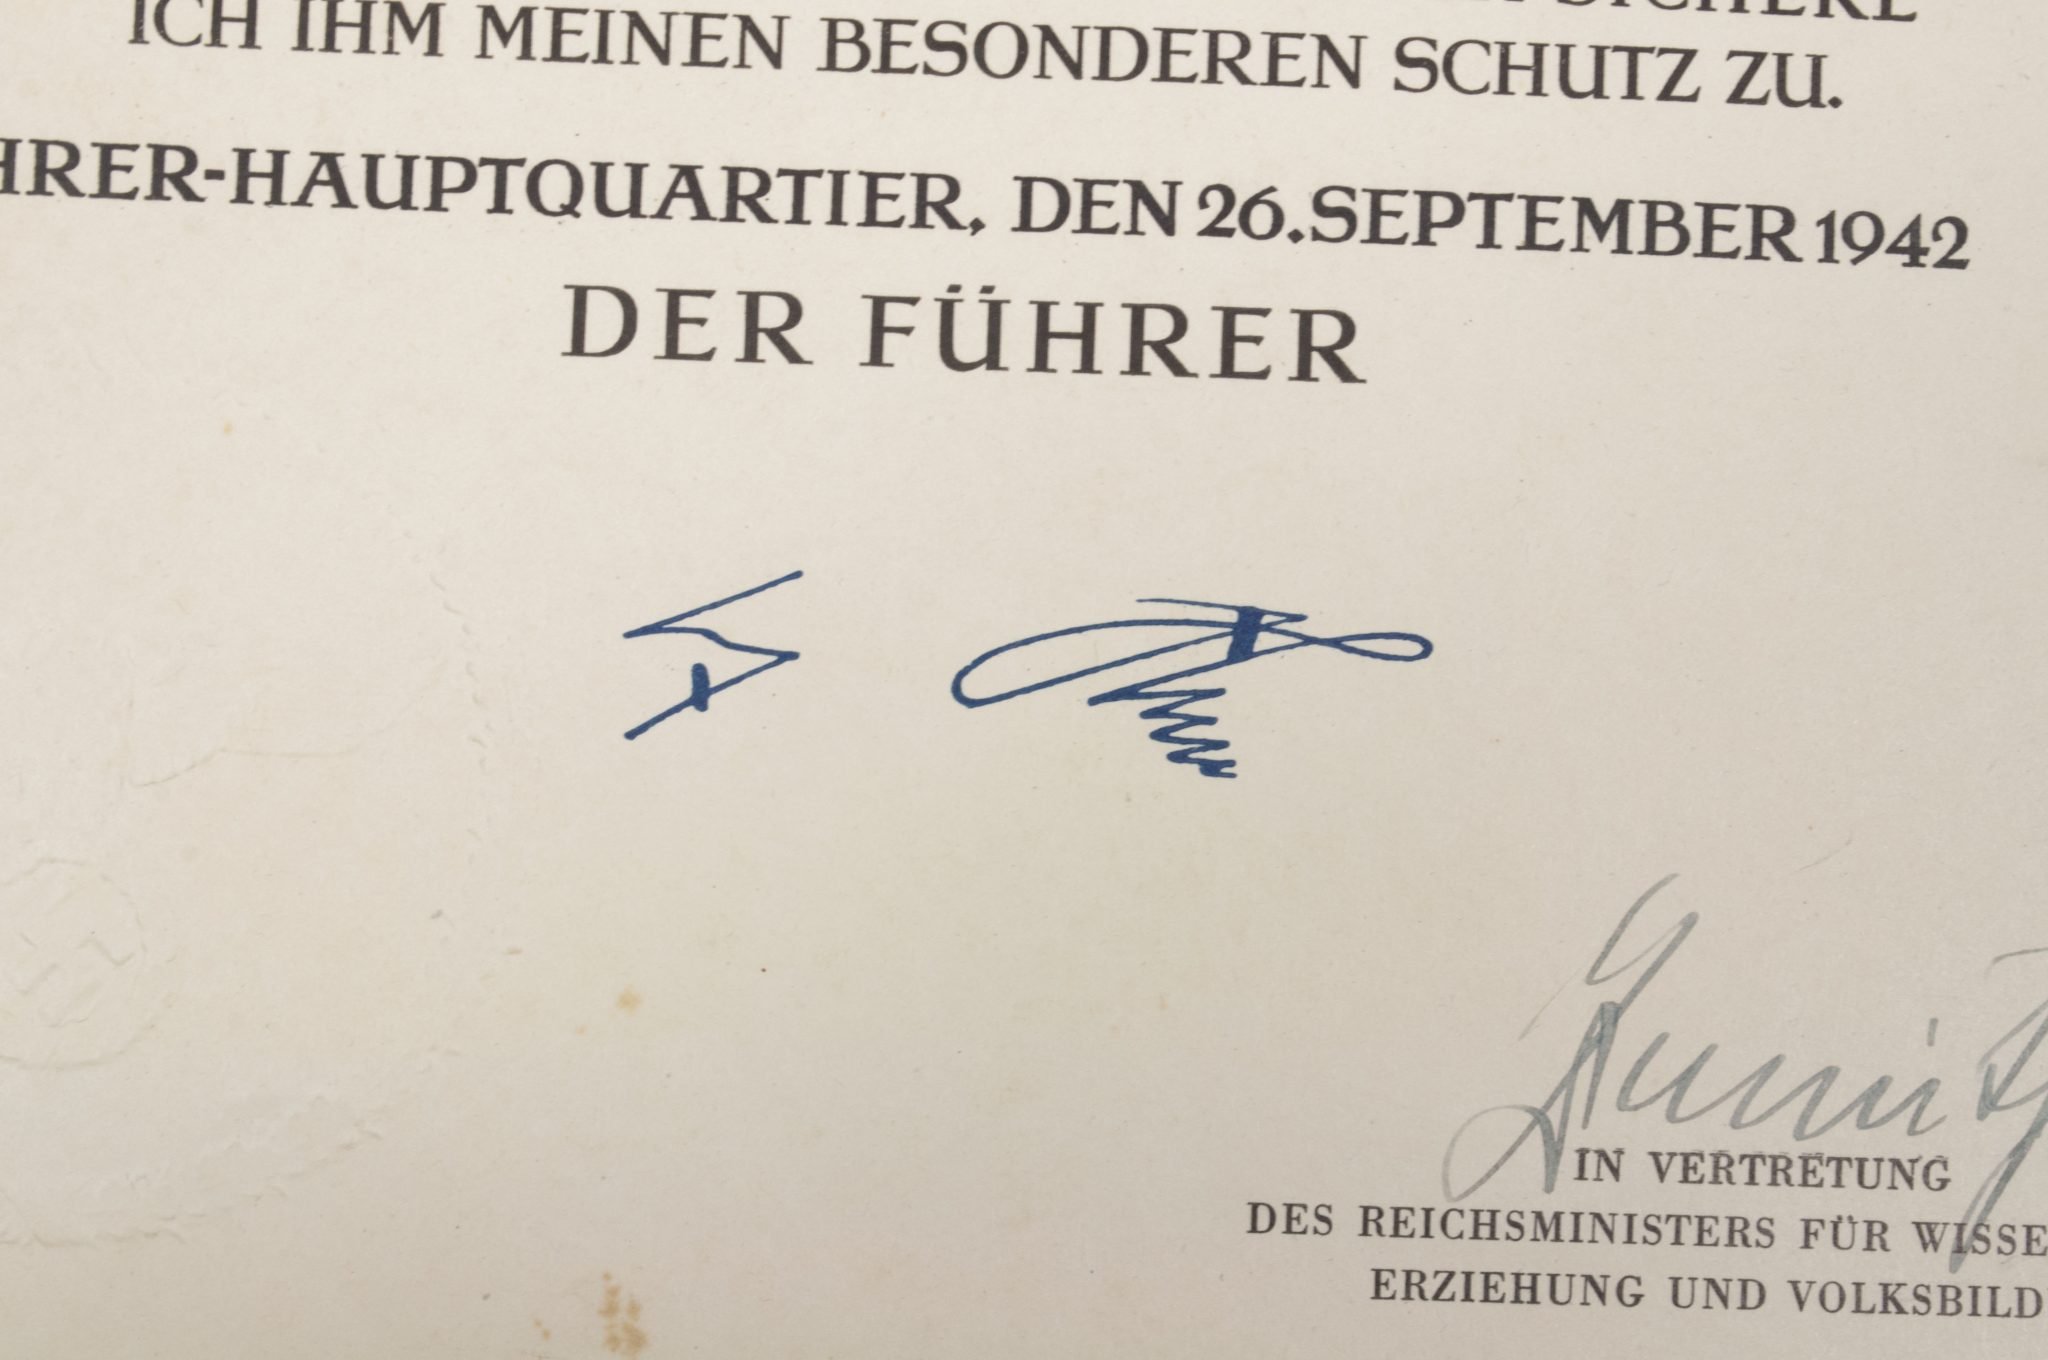 SICHERE
ICH IHM MEINEN BESONDEREN SCHUTZ ZU.
HRER-HAUPTQUARTIER, DEN 26. SEPTEMBER 1942
DER FÜHRER
IN VERTRETUNG
DES REICHSMINISTERS FÜR WISSE
ERZIEHUNG UND VOLKSBILD